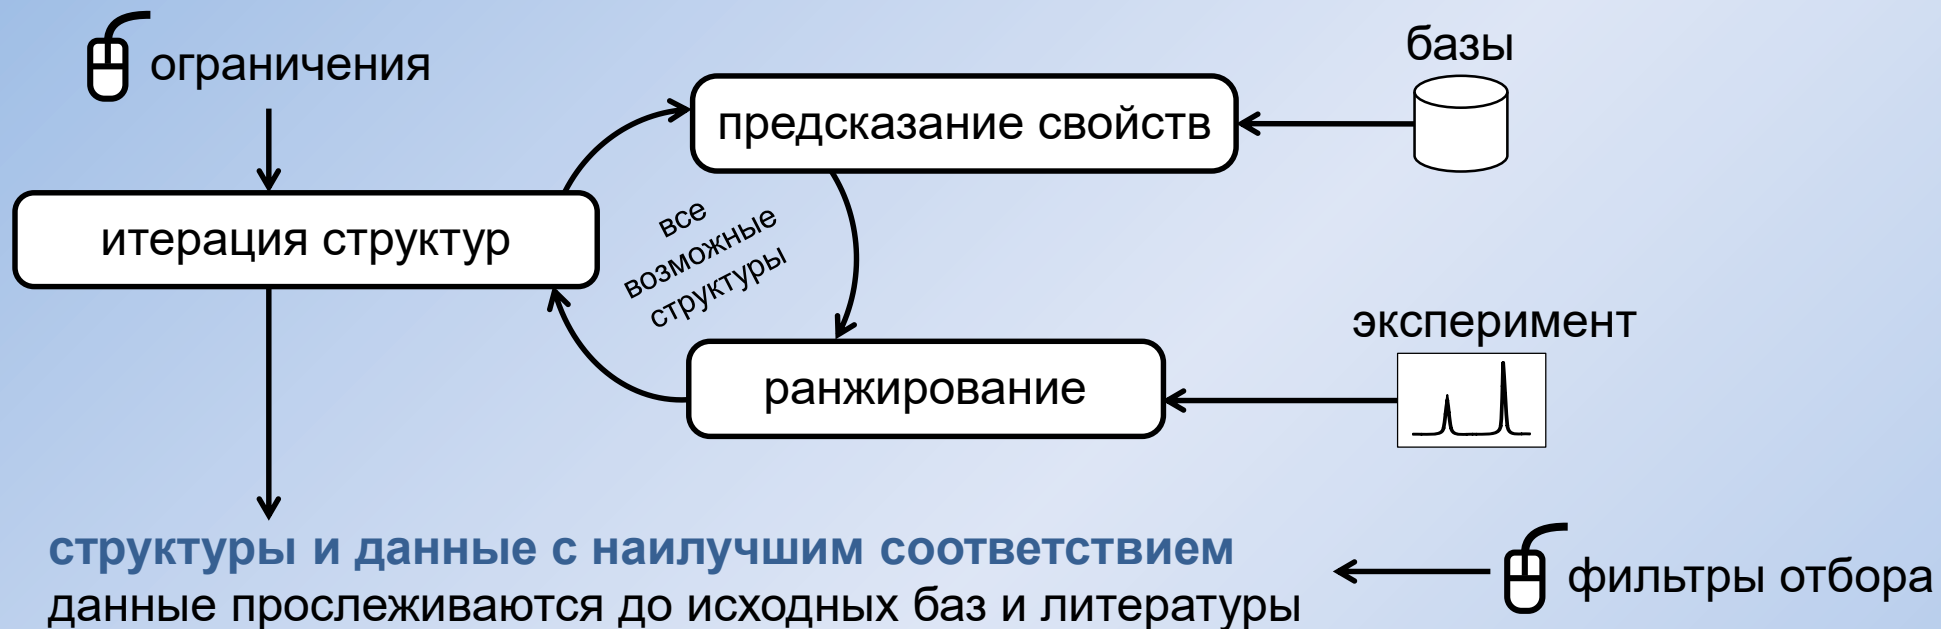 ограничения
базы
предсказание свойств
итерация структур
все
возможные
структуры
эксперимент
ранжирование
структуры и данные с наилучшим соответствием
данные прослеживаются до исходных баз и литературы
фильтры отбора